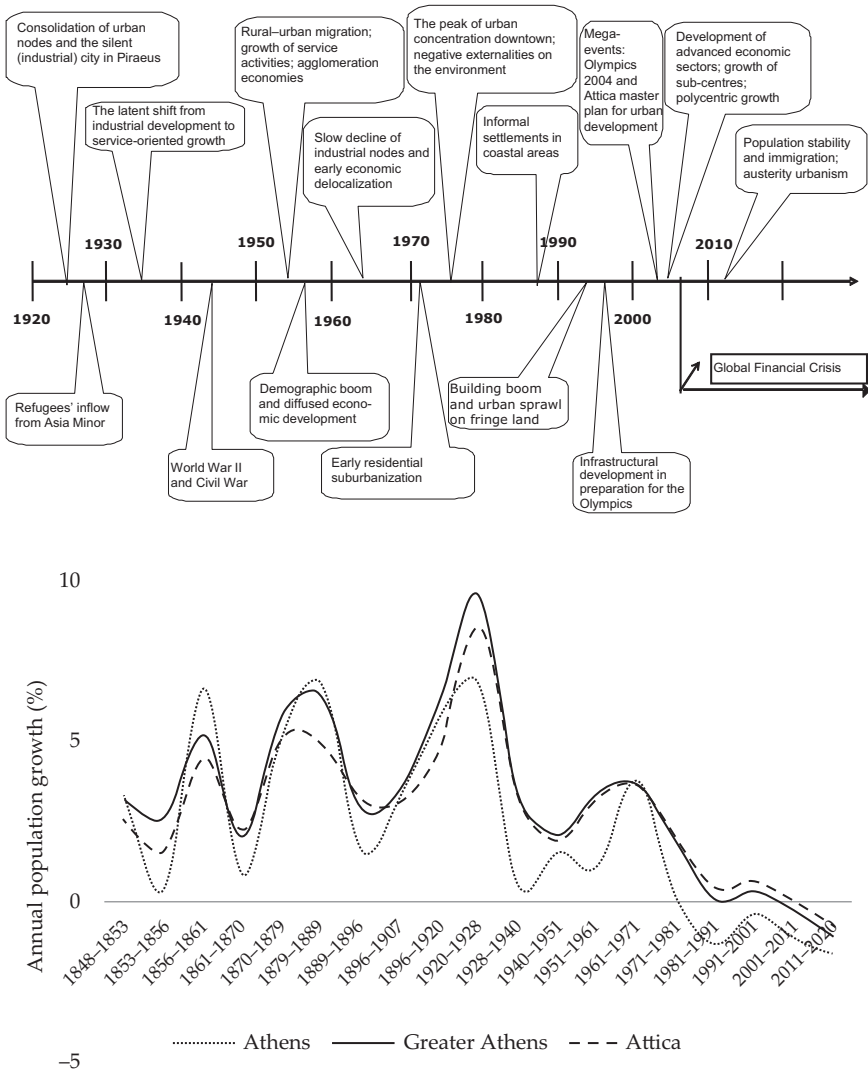 Consolidation of urban
nodes and the silent
(industrial) city in Piraeus
The latent shift from
industrial development to
service-oriented growth
Rural–urban migration;
growth of service
activities; agglomeration
economies
Slow decline of
industrial nodes and
early economic
delocalization
The peak of urban
concentration downtown;
negative externalities on
the environment
Informal
settlements in
coastal areas
Mega-
events:
Olympics
2004 and
Attica master
plan for urban
development
Development of
advanced economic
sectors; growth of
sub-centres;
polycentric growth
Population stability
and immigration;
austerity urbanism
1930
1950
1970
1990
2010
1920
1940
1960
1980
2000
Refugees' inflow
from Asia Minor
World War II
and Civil War
Demographic boom
and diffused econo-
mic development
Early residential
suburbanization
Building boom
and urban sprawl
on fringe land
Infrastructural
development in
preparation for the
Olympics
Global Financial Crisis
Annual population growth (%)
10
5
0
–5
1848–1853
1853–1856
1856–1861
1861–1870
1870–1879
1879–1889
1889–1896
1896–1907
1896–1920
1920–1928
1928–1940
1940–1951
1951–1961
1961–1971
1971–1981
1981–1991
1991–2001
2001–2011
2011–2020
Athens
Greater Athens
Attica